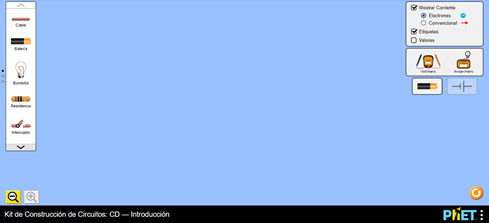 Cable
Batería
Bombilla
Resistencia
Interruptor
Mostrar Corriente
Electrones
Convencional
Etiquetas
Valores
Voltímetro
Amperímetro
Kit de Construcción de Circuitos: CD — Introducción
PhET